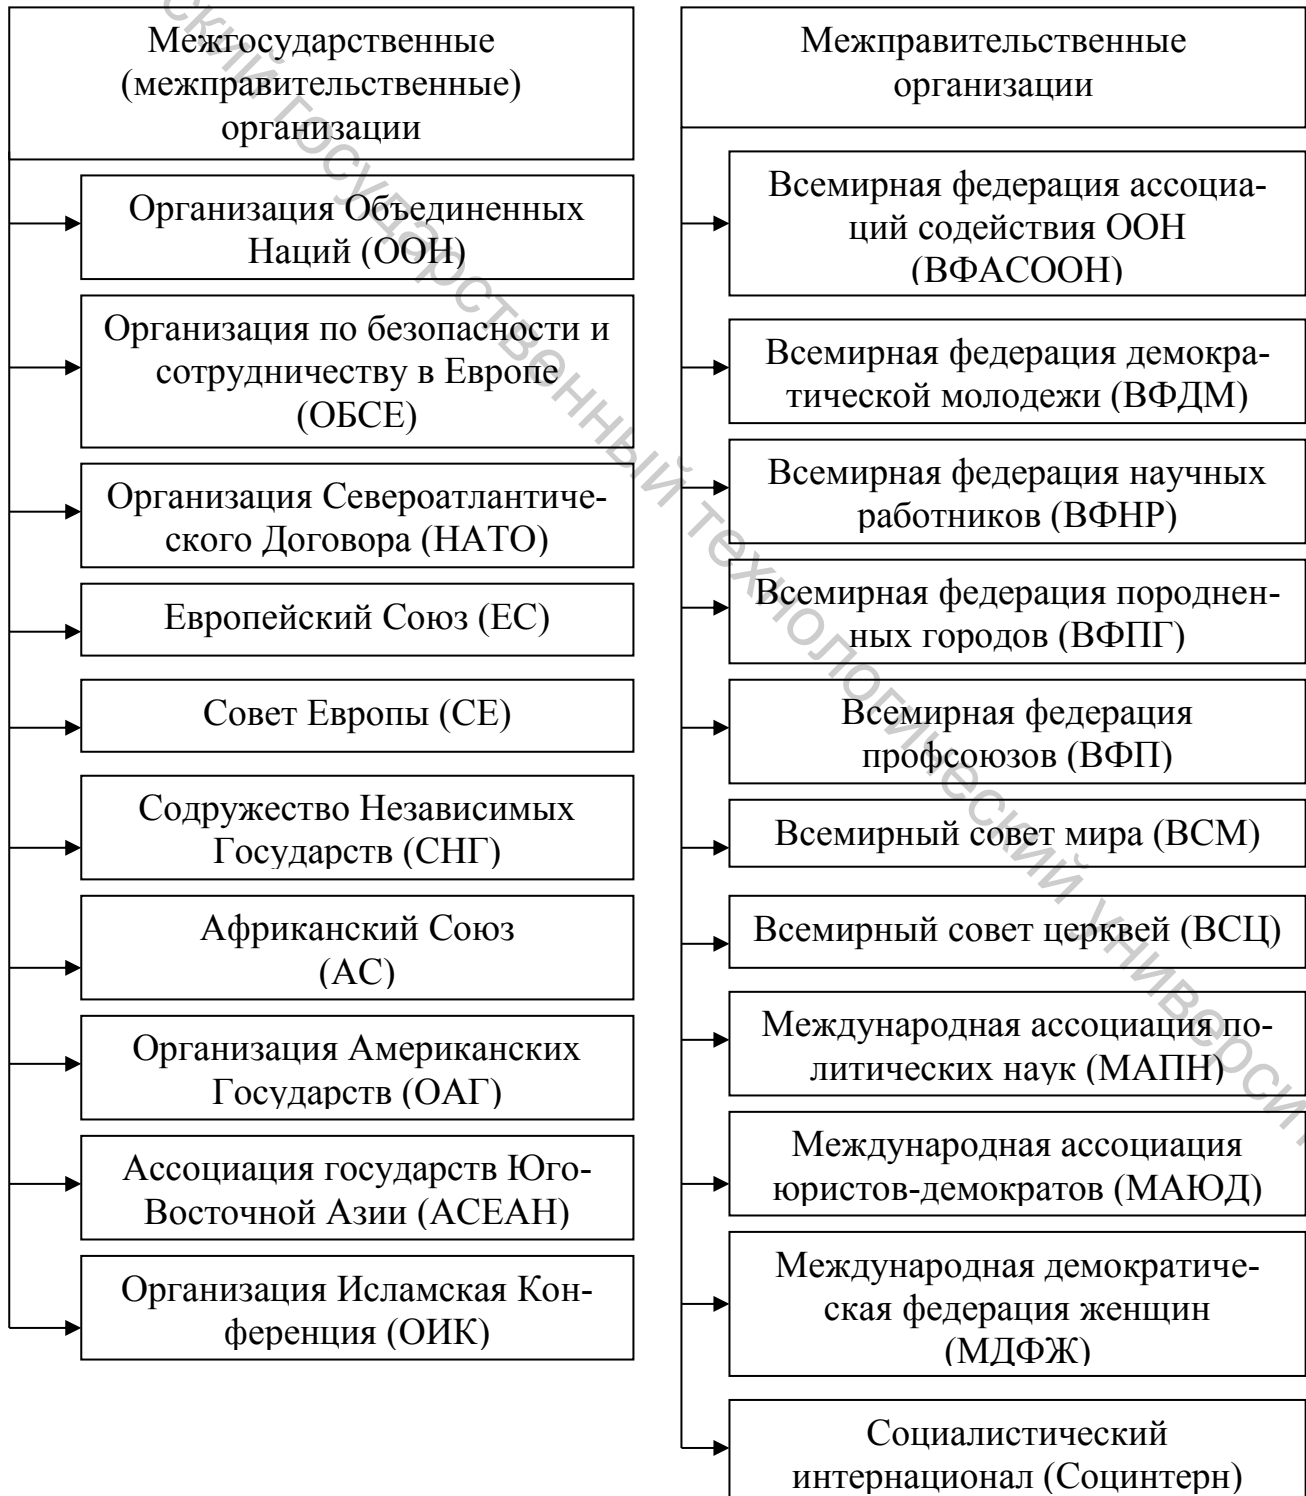 Межгосударственные
(межправительственные)
организации
Организация Объединенных
Наций (ООН)
Организация по безопасности и
сотрудничеству в Европе
(ОБСЕ)
Организация Североатлантиче-
ского Договора (НАТО)
Европейский Союз (ЕС)
Совет Европы (СЕ)
Содружество Независимых
Государств (СНГ)
Африканский Союз
(АС)
Организация Американских
Государств (ОАГ)
Ассоциация государств Юго-
Восточной Азии (АСЕАН)
Организация Исламская Кон-
ференция (ОИК)
Межправительственные
организации
Всемирная федерация ассоциа-
ций содействия ООН
(ВФАСООН)
Всемирная федерация демокра-
тической молодежи (ВФДМ)
Всемирная федерация научных
работников (ВФНР)
Всемирная федерация породнен-
ных городов (ВФПГ)
Всемирная федерация
профсоюзов (ВФП)
Всемирный совет мира (ВСМ)
Всемирный совет церквей (ВСЦ)
Международная ассоциация по-
литических наук (МАПН)
Международная ассоциация
юристов-демократов (МАЮД)
Международная демократиче-
ская федерация женщин
(МДФЖ)
Социалистический
интернационал (Социнтерн)
ский государственный технологический университ